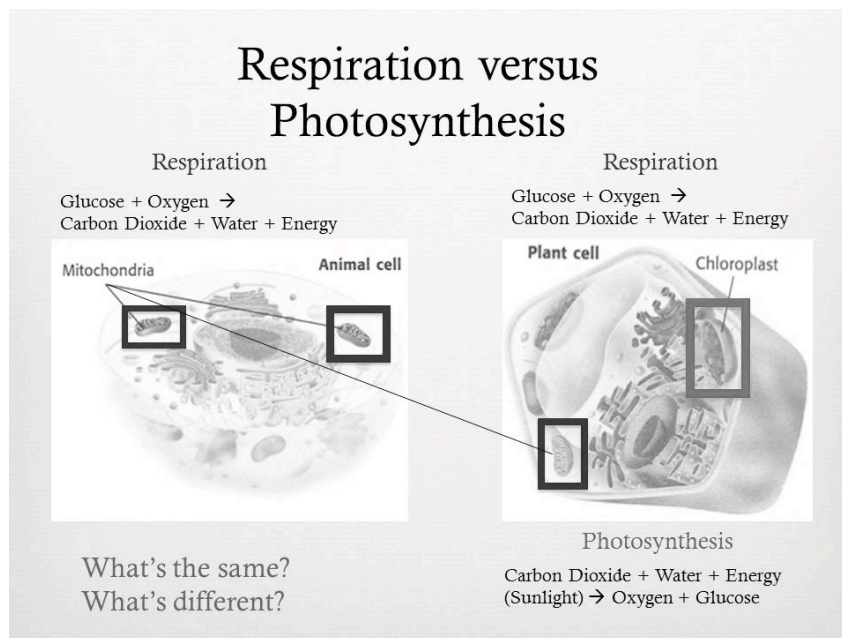 Respiration versus
Photosynthesis
Respiration
Glucose + Oxygen →
Carbon Dioxide + Water + Energy
Respiration
Glucose + Oxygen →
Carbon Dioxide + Water + Energy
Mitochondria
Animal cell
Plant cell
Chloroplast
What's the same?
What's different?
Photosynthesis
Carbon Dioxide + Water + Energy
(Sunlight) → Oxygen + Glucose